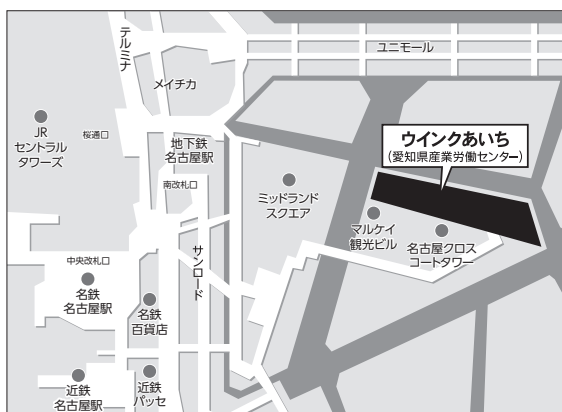 テルミナ
ユニモール
メイチカ
JR
セントラル
タワーズ
桜通口
地下鉄
名古屋駅
ウインクあいち
(愛知県産業労働センター)
南改札口
ミッドランド
スクエア
マルケイ
観光ビル
名古屋クロス
コートタワー
サンロード
中央改札口
名鉄
名古屋駅
名鉄
百貨店
近鉄
名古屋駅
近鉄
パッセ